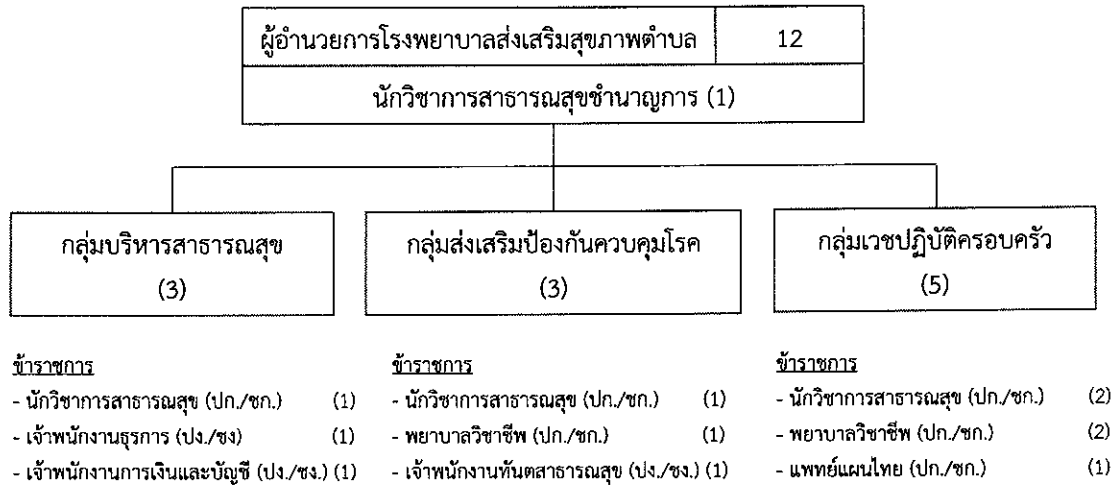 ผู้อำนวยการโรงพยาบาลส่งเสริมสุขภาพตำบล 12
นักวิชาการสาธารณสุขชำนาญการ (1)
กลุ่มบริหารสาธารณสุข
(3)
กลุ่มส่งเสริมป้องกันควบคุมโรค
(3)
กลุ่มเวชปฏิบัติครอบครัว
(5)
ข้าราชการ
- นักวิชาการสาธารณสุข (ปก./ชก.) (1)
- เจ้าพนักงานธุรการ (ปง./ชง) (1)
- เจ้าพนักงานการเงินและบัญชี (ปง./ชง.) (1)
ข้าราชการ
- นักวิชาการสาธารณสุข (ปก./ชก.) (1)
- พยาบาลวิชาชีพ (ปก./ชก.) (1)
- เจ้าพนักงานทันตสาธารณสุข (ปง./ชง.) (1)
ข้าราชการ
- นักวิชาการสาธารณสุข (ปก./ชก.) (2)
- พยาบาลวิชาชีพ (ปก./ชก.) (2)
- แพทย์แผนไทย (ปก./ชก.) (1)